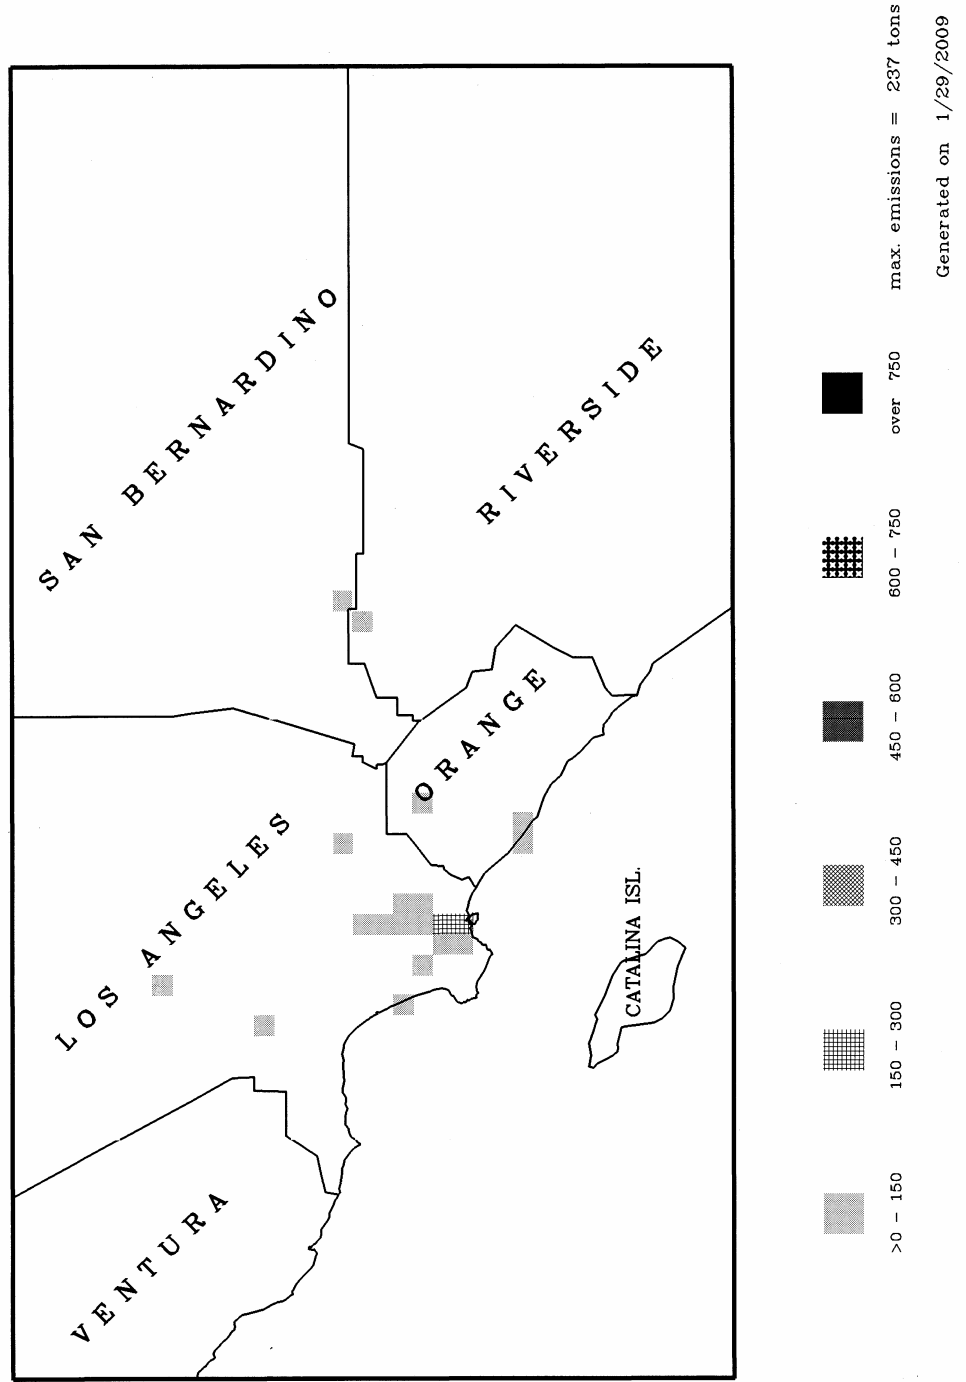 SAN BERNARDINO
RIVERSIDE
LOS ANGELES
ORANGE
VENTURA
CATALINA ISL.
>0 – 150
150 – 300
300 – 450
450 – 600
600 – 750
over 750
max. emissions = 237 tons
Generated on 1/29/2009